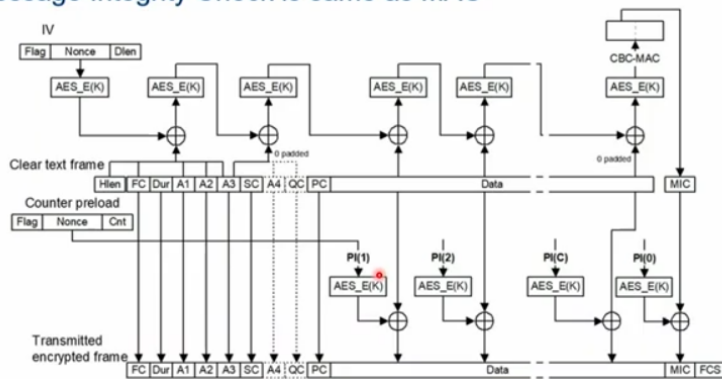 IV
Flag Nonce Dlen
CBC-MAC
AES_E(K) AES_E(K) AES_E(K) AES_E(K) AES_E(K) AES_E(K)
0 padded
0 padded
Clear text frame
Hlen FC Dur A1 A2 A3 SC A4 QC PC Data MIC
Counter preload
Flag Nonce Cnt
PI(1) PI(2) PI(C) PI(0)
AES_E(K) AES_E(K) AES_E(K) AES_E(K)
Transmitted
encrypted frame
FC Dur A1 A2 A3 SC A4 QC PC Data MIC FCS